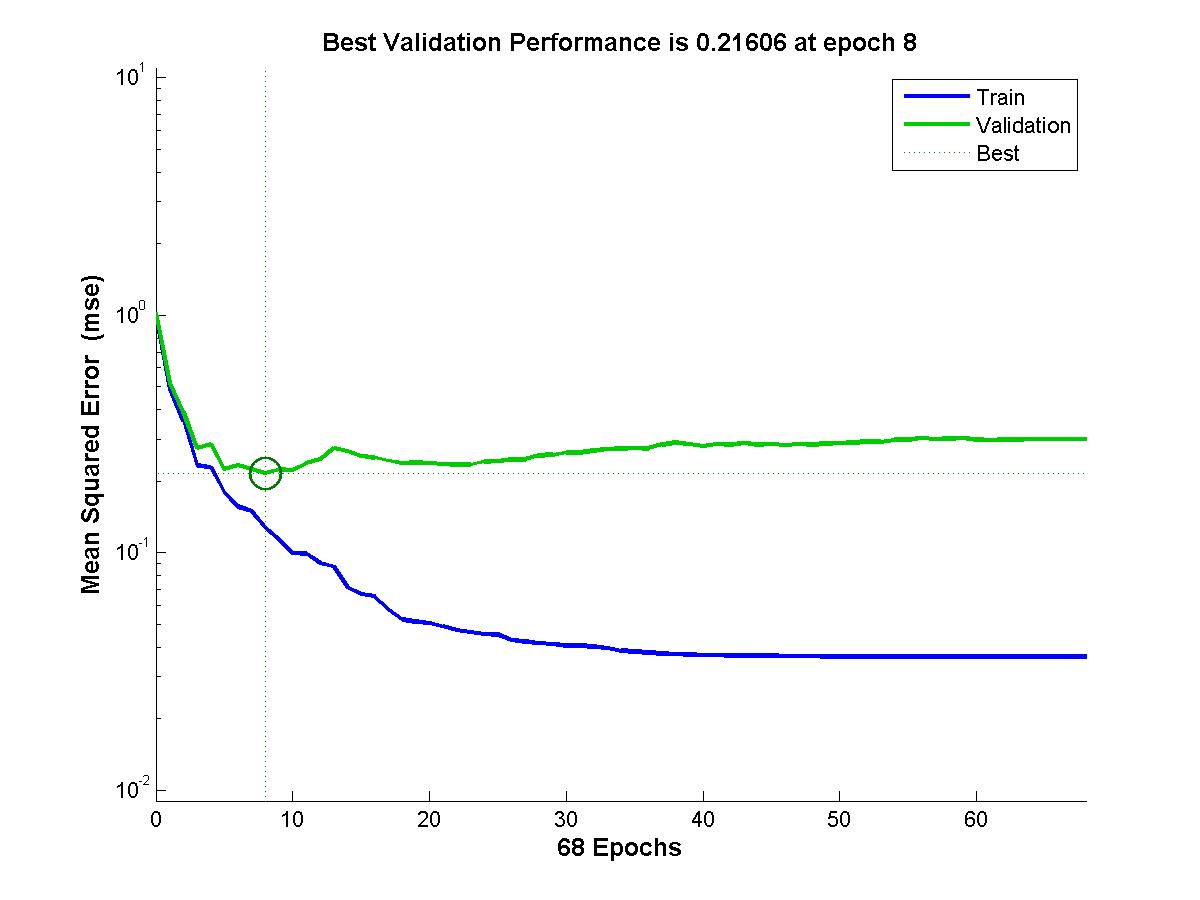 Best Validation Performance is 0.21606 at epoch 8
Train
Validation
Best
Mean Squared Error (mse)
10^1
10^0
10^-1
10^-2
0 10 20 30 40 50 60
68 Epochs